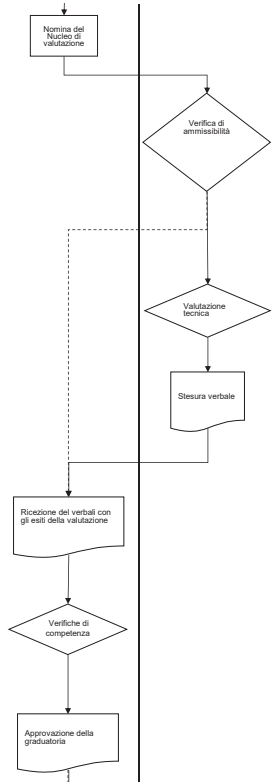 Nomina del
Nucleo di
valutazione
Verifica di
ammissibilità
Valutazione
tecnica
Stesura verbale
Ricezione del verbali con
gli esiti della valutazione
Verifiche di
competenza
Approvazione della
graduatoria